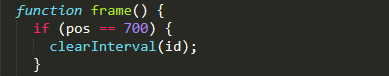 function frame() {
if (pos == 700) {
clearInterval(id);
}